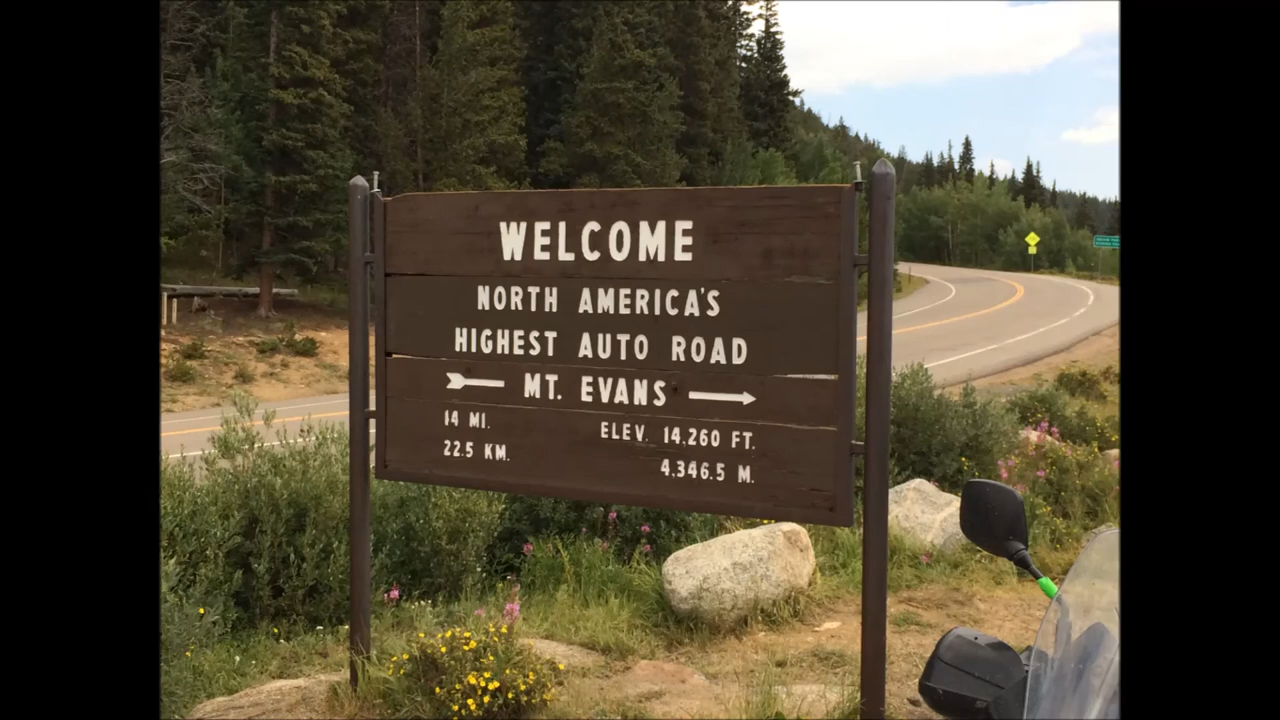 WELCOME
NORTH AMERICA'S
HIGHEST AUTO ROAD
MT. EVANS
14 MI.
22.5 KM.
ELEV. 14,260 FT.
4,346.5 M.